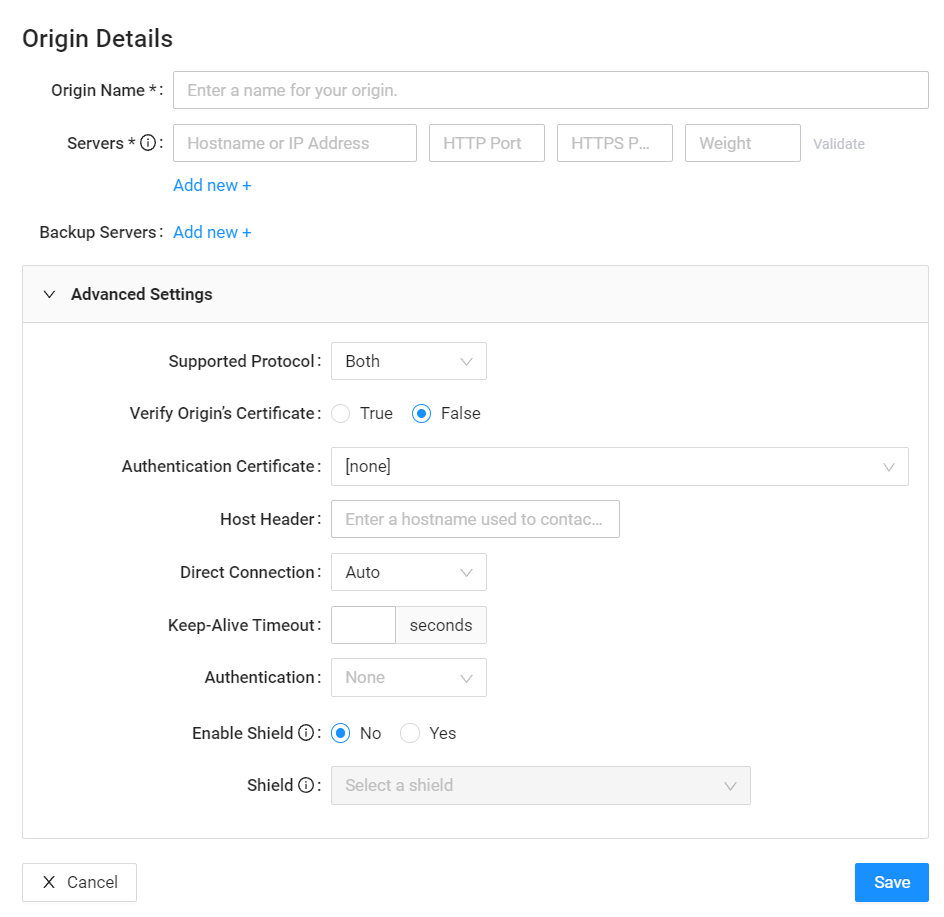 Origin Details
Origin Name * : Enter a name for your origin.
Servers * : Hostname or IP Address HTTP Port HTTPS P... Weight Validate
Add new +
Backup Servers : Add new +
Advanced Settings
Supported Protocol : Both
Verify Origin’s Certificate : True False
Authentication Certificate : [none]
Host Header : Enter a hostname used to contac...
Direct Connection : Auto
Keep-Alive Timeout : seconds
Authentication : None
Enable Shield : No Yes
Shield : Select a shield
Cancel Save